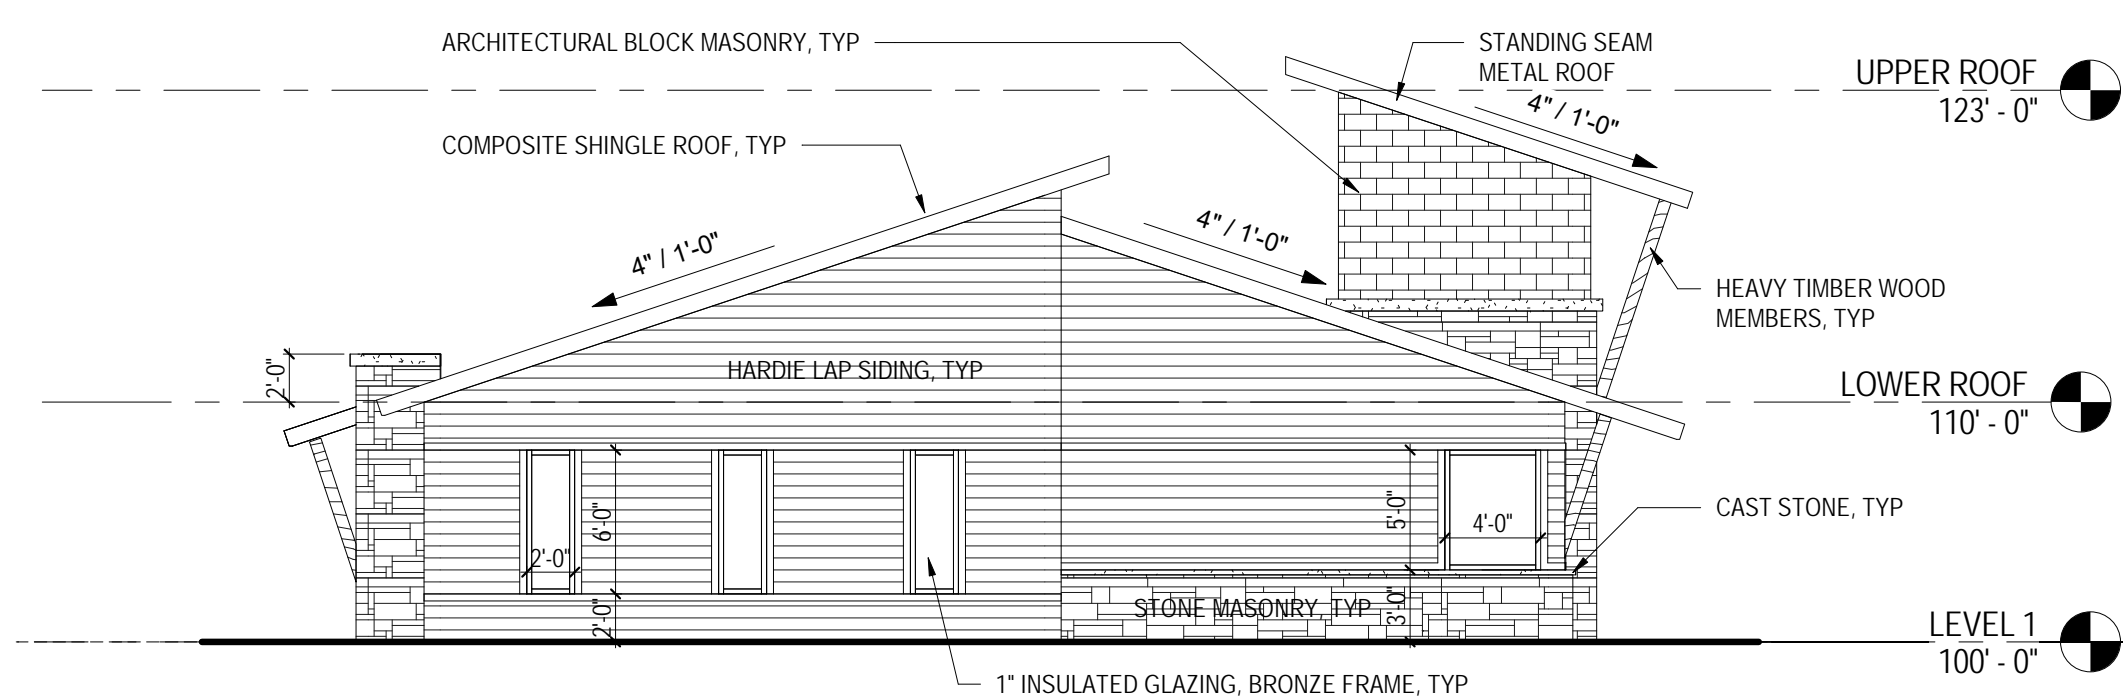 ARCHITECTURAL BLOCK MASONRY, TYP
STANDING SEAM
METAL ROOF
UPPER ROOF
123' - 0"
4" / 1'-0"
COMPOSITE SHINGLE ROOF, TYP
4" / 1'-0"
4" / 1'-0"
HEAVY TIMBER WOOD
MEMBERS, TYP
2'-0"
HARDIE LAP SIDING, TYP
LOWER ROOF
110' - 0"
6'-0"
2'-0"
5'-0"
4'-0"
CAST STONE, TYP
2'-0"
STONE MASONRY, TYP
3'-0"
LEVEL 1
100' - 0"
1" INSULATED GLAZING, BRONZE FRAME, TYP